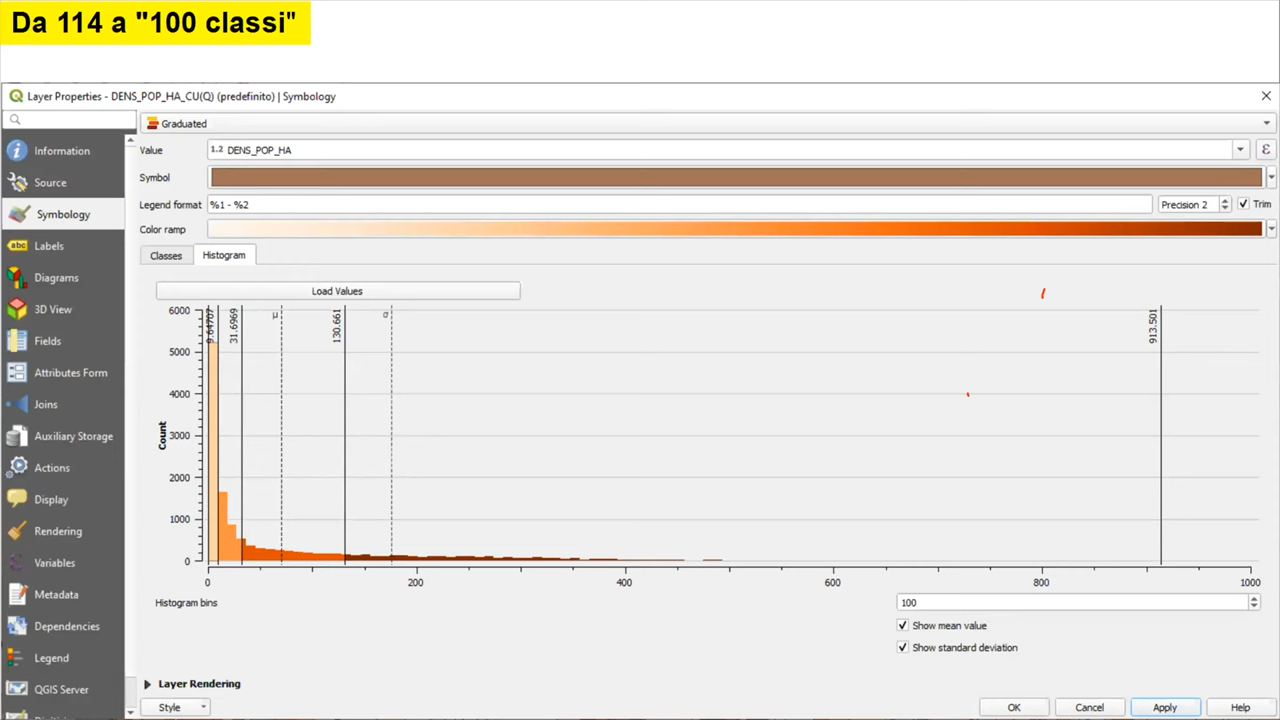 Da 114 a "100 classi"
Layer Properties - DENS_POP_HA_CU(Q) (predefinito) | Symbology
Information
Source
Symbology
abc Labels
Diagrams
3D View
Fields
Attributes Form
Joins
Auxiliary Storage
Actions
Display
Rendering
Variables
Metadata
Dependencies
Legend
QGIS Server
Graduated
Value 1.2 DENS_POP_HA ε
Symbol
Legend format %1 - %2 Precision 2 Trim
Color ramp
Classes Histogram
Load Values
Count
6000
5000
4000
3000
2000
1000
0
9.64707
31.6969
μ
130.661
σ
913.501
0 200 400 600 800 1000
Histogram bins 100
Show mean value
Show standard deviation
Layer Rendering
Style OK Cancel Apply Help